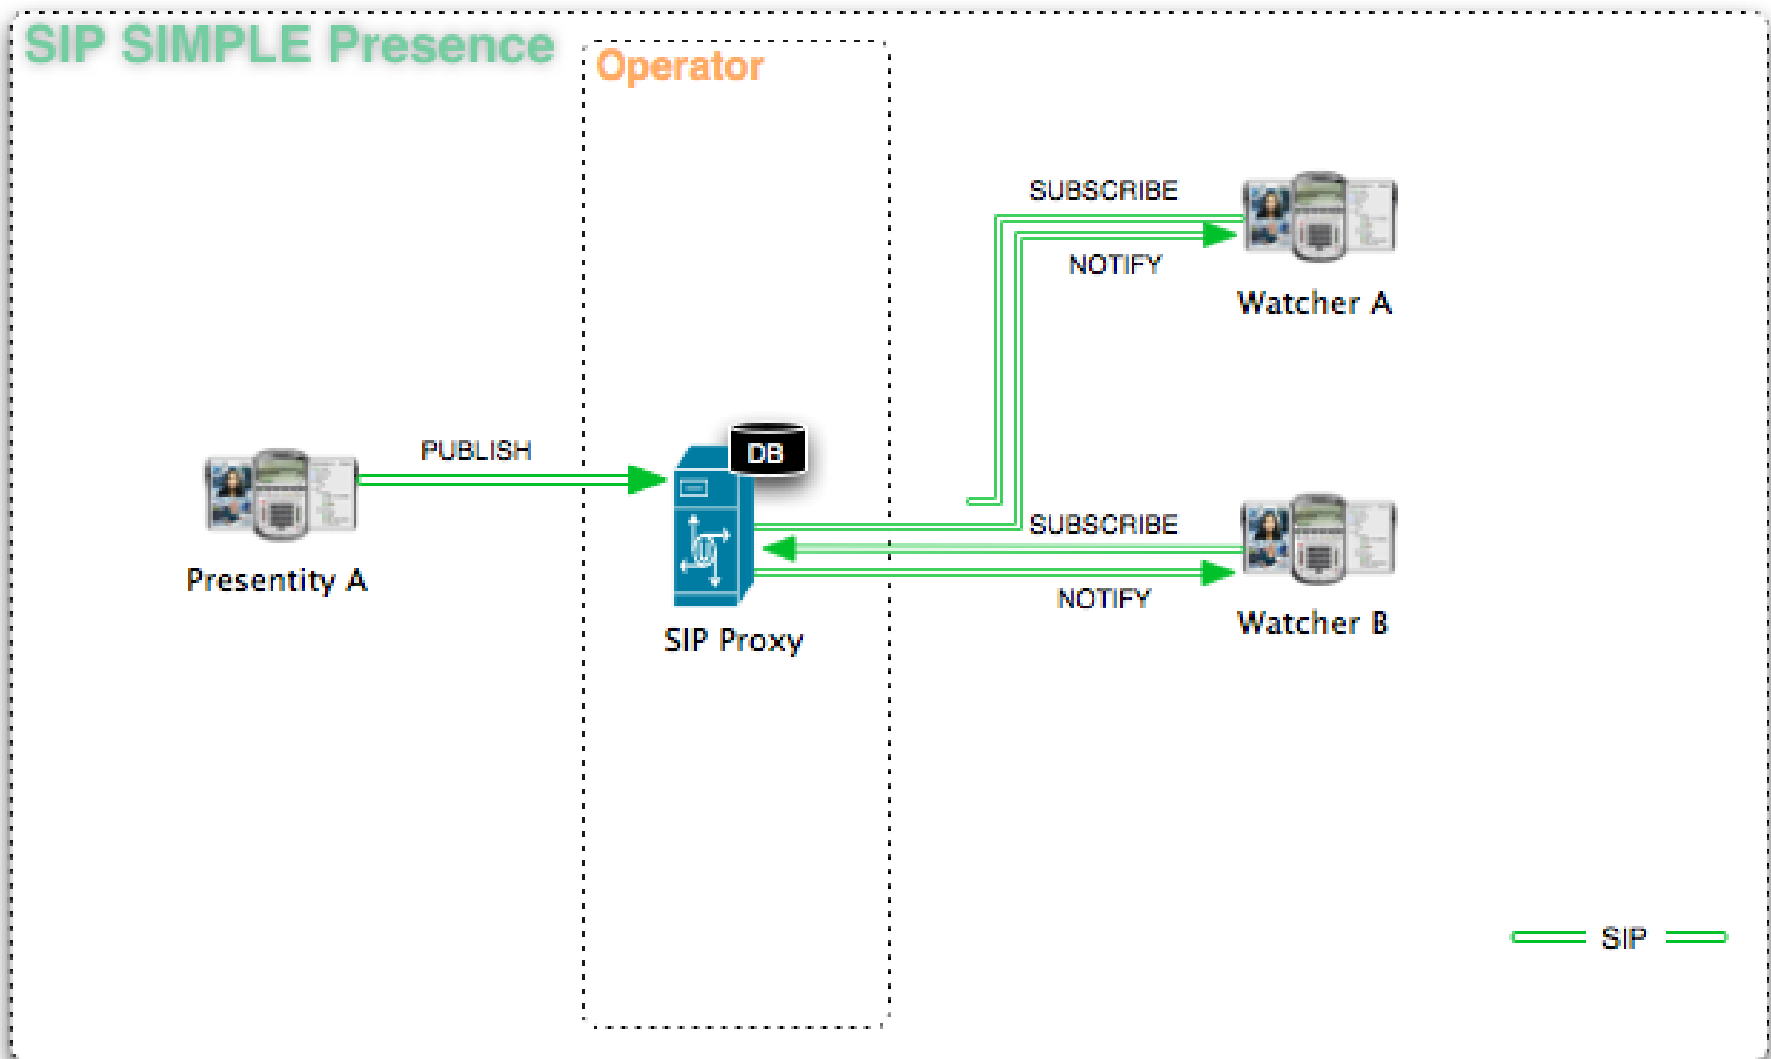 SIP SIMPLE Presence
Operator
SUBSCRIBE
NOTIFY
Watcher A
PUBLISH
DB
Presentity A
SIP Proxy
SUBSCRIBE
NOTIFY
Watcher B
SIP